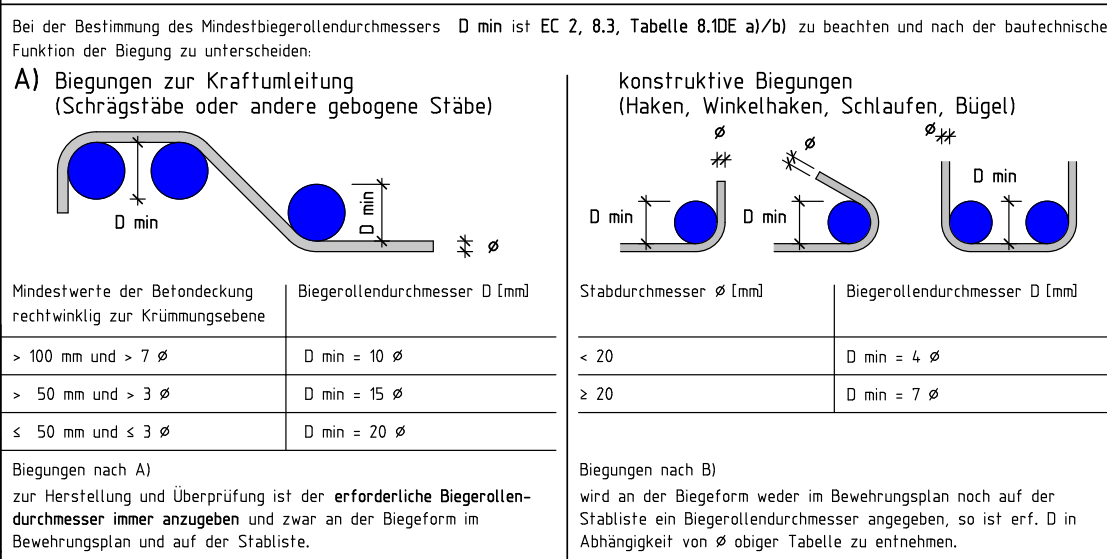 Bei der Bestimmung des Mindestbiegerollendurchmessers D min ist EC 2, 8.3, Tabelle 8.1DE a)/b) zu beachten und nach der bautechnische
Funktion der Biegung zu unterscheiden:
A) Biegungen zur Kraftumleitung
(Schrägstäbe oder andere gebogene Stäbe)
D min
D min
ø
Mindestwerte der Betondeckung
rechtwinklig zur Krümmungsebene
Biegerollendurchmesser D [mm]
> 100 mm und > 7 ø
D min = 10 ø
> 50 mm und > 3 ø
D min = 15 ø
≤ 50 mm und ≤ 3 ø
D min = 20 ø
Biegungen nach A)
zur Herstellung und Überprüfung ist der erforderliche Biegerollen-
durchmesser immer anzugeben und zwar an der Biegeform im
Bewehrungsplan und auf der Stabliste.
konstruktive Biegungen
(Haken, Winkelhaken, Schlaufen, Bügel)
ø
ø
ø
D min
D min
D min
Stabdurchmesser ø [mm]
Biegerollendurchmesser D [mm]
< 20
D min = 4 ø
≥ 20
D min = 7 ø
Biegungen nach B)
wird an der Biegeform weder im Bewehrungsplan noch auf der
Stabliste ein Biegerollendurchmesser angegeben, so ist erf. D in
Abhängigkeit von ø obiger Tabelle zu entnehmen.